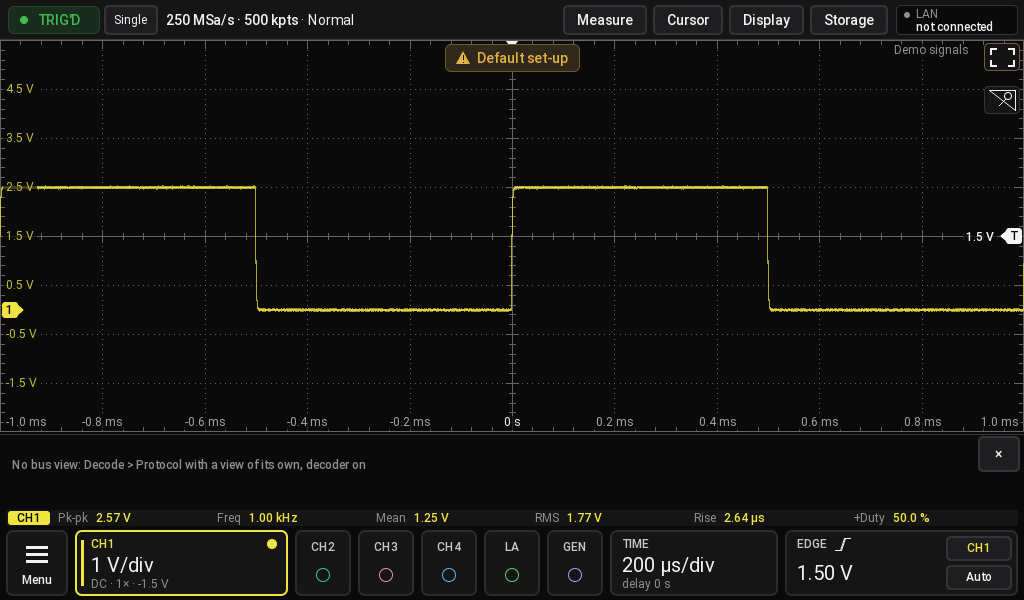 TRIG'D
Single
250 MSa/s · 500 kpts · Normal
Measure
Cursor
Display
Storage
LAN
not connected
Default set-up
Demo signals
4.5 V
3.5 V
2.5 V
1.5 V
1.5 V
T
0.5 V
1
-0.5 V
-1.5 V
-1.0 ms
-0.8 ms
-0.6 ms
-0.4 ms
-0.2 ms
0 s
0.2 ms
0.4 ms
0.6 ms
0.8 ms
1.0 ms
No bus view: Decode > Protocol with a view of its own, decoder on
×
CH1 Pk-pk 2.57 V Freq 1.00 kHz Mean 1.25 V RMS 1.77 V Rise 2.64 µs +Duty 50.0 %
Menu
CH1
1 V/div
DC · 1× · -1.5 V
CH2
CH3
CH4
LA
GEN
TIME
200 µs/div
delay 0 s
EDGE
1.50 V
CH1
Auto